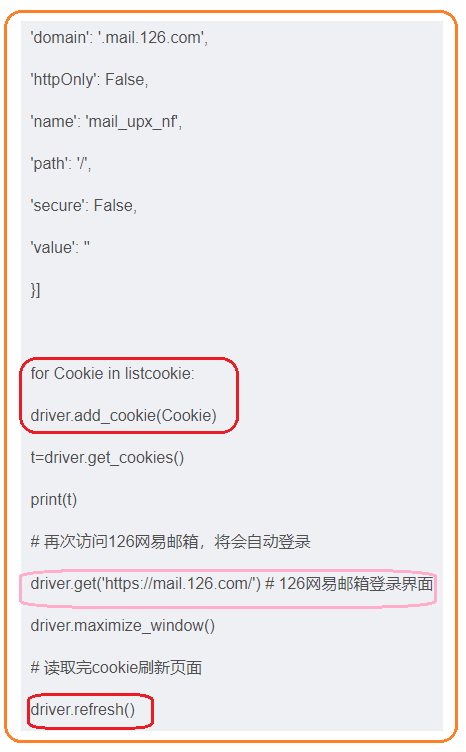 'domain': '.mail.126.com',
'httpOnly': False,
'name': 'mail_upx_nf',
'path': '/',
'secure': False,
'value': ''
}]
for Cookie in listcookie:
driver.add_cookie(Cookie)
t=driver.get_cookies()
print(t)
# 再次访问126网易邮箱，将会自动登录
driver.get('https://mail.126.com/') # 126网易邮箱登录界面
driver.maximize_window()
# 读取完cookie刷新页面
driver.refresh()